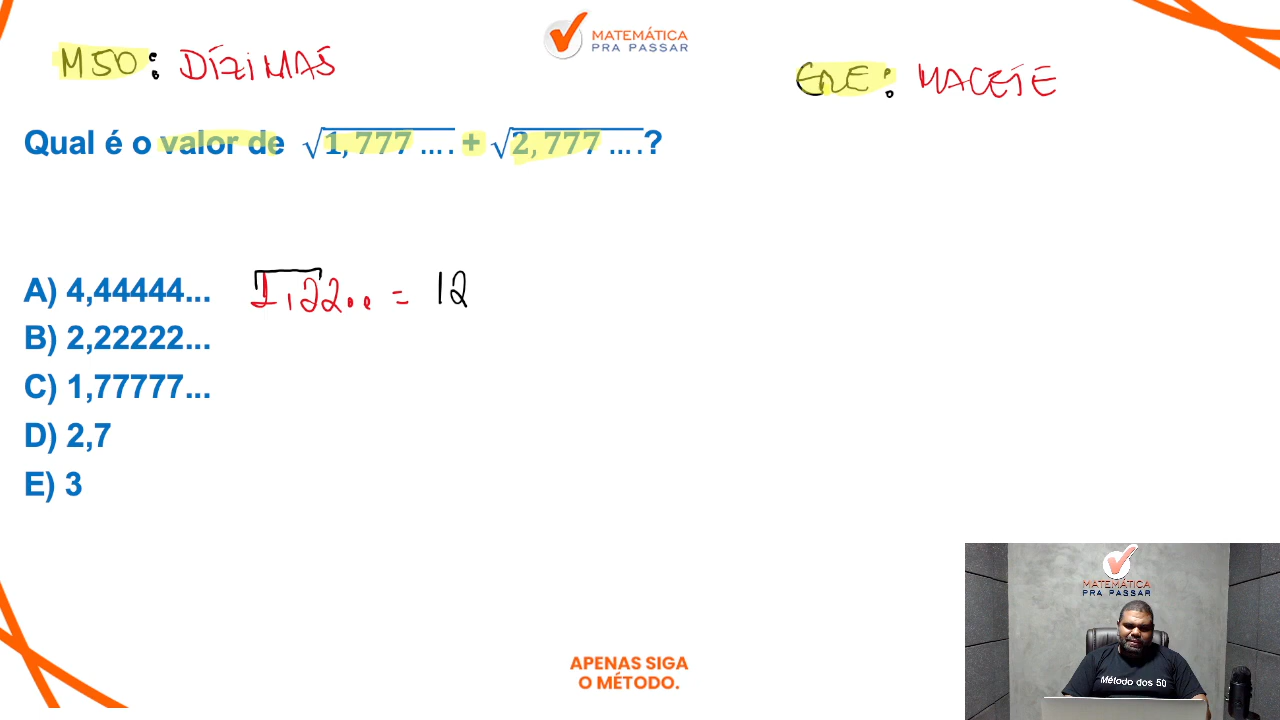 MATEMÁTICA
PRA PASSAR
M50: DÍZIMAS
: MACETE
Qual é o valor de √1,777 .... + √2,777 ....?
A) 4,44444... 1,22.. = 12
B) 2,22222...
C) 1,77777...
D) 2,7
E) 3
MATEMÁTICA
PRA PASSAR
Método dos 50
APENAS SIGA
O MÉTODO.